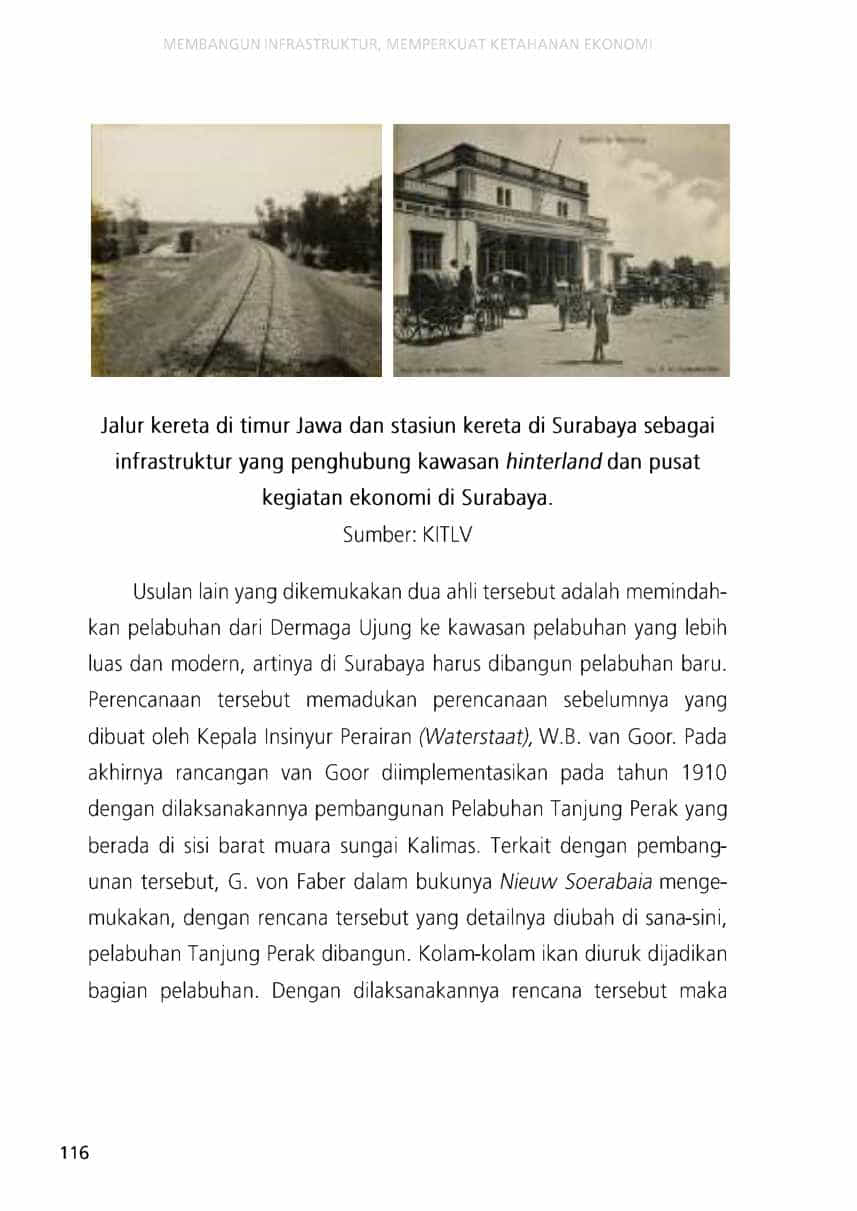 MEMBANGUN INFRASTRUKTUR, MEMPERKUAT KETAHANAN EKONOMI
Jalur kereta di timur Jawa dan stasiun kereta di Surabaya sebagai
infrastruktur yang penghubung kawasan hinterland dan pusat
kegiatan ekonomi di Surabaya.
Sumber: KITLV
Usulan lain yang dikemukakan dua ahli tersebut adalah memindah-
kan pelabuhan dari Dermaga Ujung ke kawasan pelabuhan yang lebih
luas dan modern, artinya di Surabaya harus dibangun pelabuhan baru.
Perencanaan tersebut memadukan perencanaan sebelumnya yang
dibuat oleh Kepala Insinyur Perairan (Waterstaat), W.B. van Goor. Pada
akhirnya rancangan van Goor diimplementasikan pada tahun 1910
dengan dilaksanakannya pembangunan Pelabuhan Tanjung Perak yang
berada di sisi barat muara sungai Kalimas. Terkait dengan pembang-
unan tersebut, G. von Faber dalam bukunya Nieuw Soerabaia menge-
mukakan, dengan rencana tersebut yang detailnya diubah di sana-sini,
pelabuhan Tanjung Perak dibangun. Kolam-kolam ikan diuruk dijadikan
bagian pelabuhan. Dengan dilaksanakannya rencana tersebut maka
116